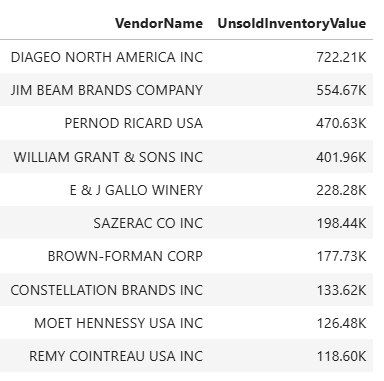 VendorName UnsoldInventoryValue
DIAGEO NORTH AMERICA INC 722.21K
JIM BEAM BRANDS COMPANY 554.67K
PERNOD RICARD USA 470.63K
WILLIAM GRANT & SONS INC 401.96K
E & J GALLO WINERY 228.28K
SAZERAC CO INC 198.44K
BROWN-FORMAN CORP 177.73K
CONSTELLATION BRANDS INC 133.62K
MOET HENNESSY USA INC 126.48K
REMY COINTREAU USA INC 118.60K